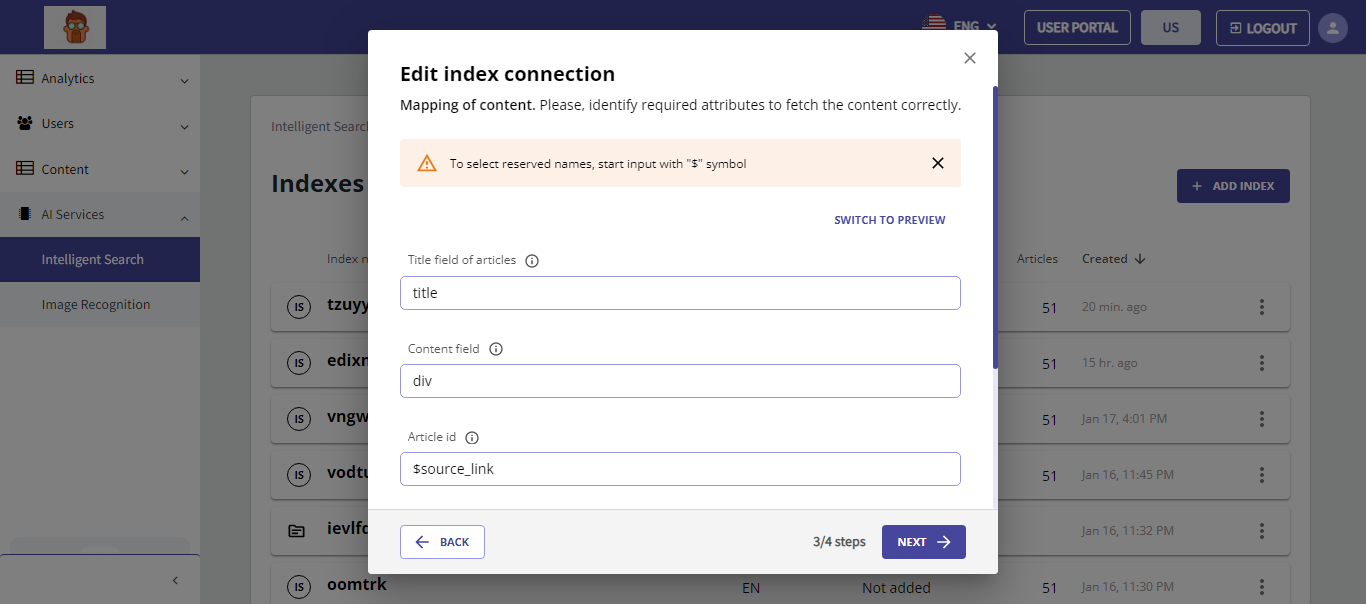 ENG
USER PORTAL
US
LOGOUT
Analytics
Users
Content
AI Services
Intelligent Search
Image Recognition
Intelligent Search
Indexes
+ ADD INDEX
Index n
Articles
Created
IS
tzuyy
51
20 min. ago
IS
edixn
51
15 hr. ago
IS
vngw
51
Jan 17, 4:01 PM
IS
vodtu
51
Jan 16, 11:45 PM
ievlfd
Jan 16, 11:32 PM
IS
oomtrk
EN
Not added
51
Jan 16, 11:30 PM
Edit index connection
Mapping of content. Please, identify required attributes to fetch the content correctly.
To select reserved names, start input with "$" symbol
SWITCH TO PREVIEW
Title field of articles
title
Content field
div
Article id
$source_link
BACK
3/4 steps
NEXT